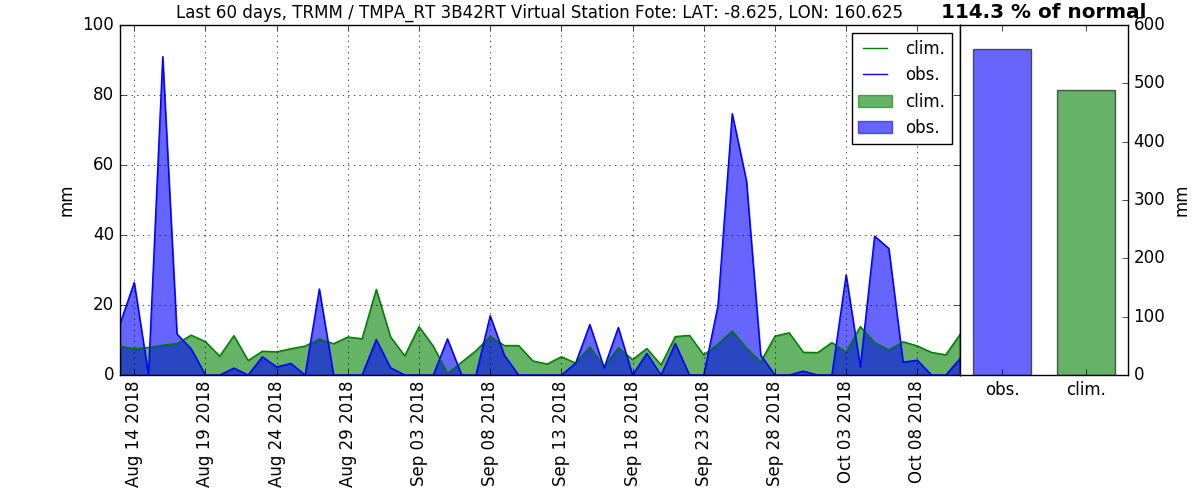 Last 60 days, TRMM / TMPA_RT 3B42RT Virtual Station Fote: LAT: -8.625, LON: 160.625
114.3 % of normal
100
80
60
40
20
0
mm
clim.
obs.
clim.
obs.
600
500
400
300
200
100
0
mm
obs.
clim.
Aug 14 2018
Aug 19 2018
Aug 24 2018
Aug 29 2018
Sep 03 2018
Sep 08 2018
Sep 13 2018
Sep 18 2018
Sep 23 2018
Sep 28 2018
Oct 03 2018
Oct 08 2018